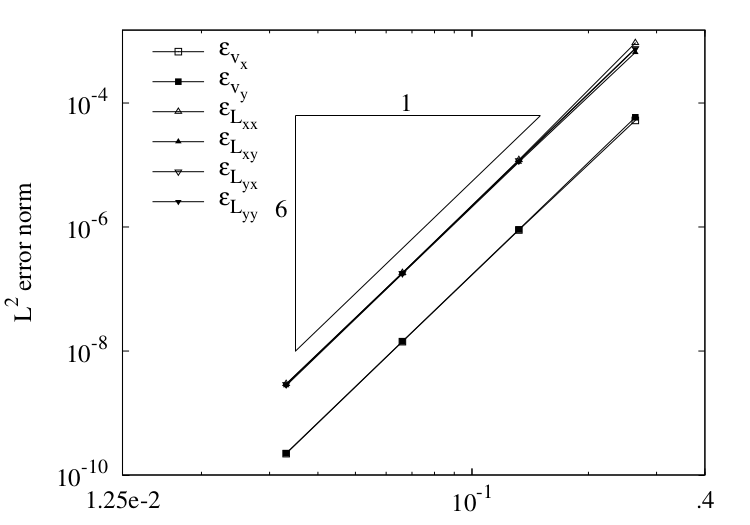 ε_{v_x}
ε_{v_y}
ε_{L_{xx}}
ε_{L_{xy}}
ε_{L_{yx}}
ε_{L_{yy}}
1
6
10^{-4}
10^{-6}
10^{-8}
10^{-10}
L^2 error norm
1.25e-2
10^{-1}
.4